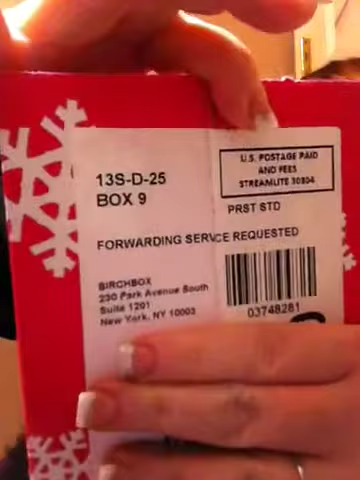 13S-D-25
BOX 9
U.S. POSTAGE PAID
AND FEES
STREAMLITE 30304
PRST STD
FORWARDING SERVICE REQUESTED
BIRCHBOX
230 Park Avenue South
Suite 1201
New York, NY 10003
03748281